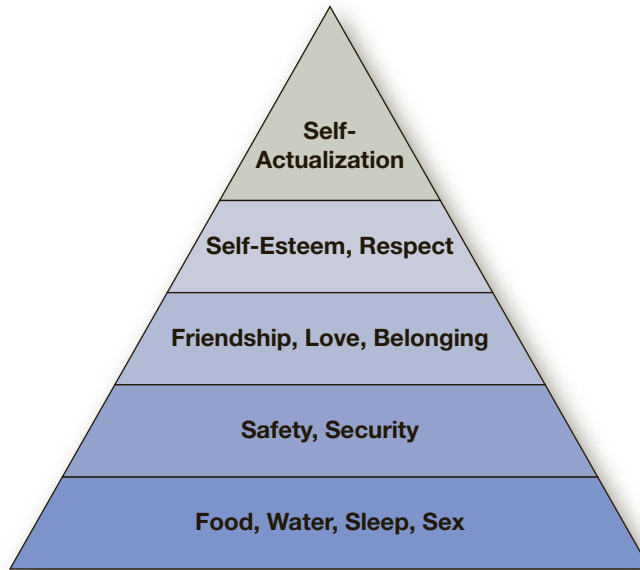 Self-
Actualization
Self-Esteem, Respect
Friendship, Love, Belonging
Safety, Security
Food, Water, Sleep, Sex